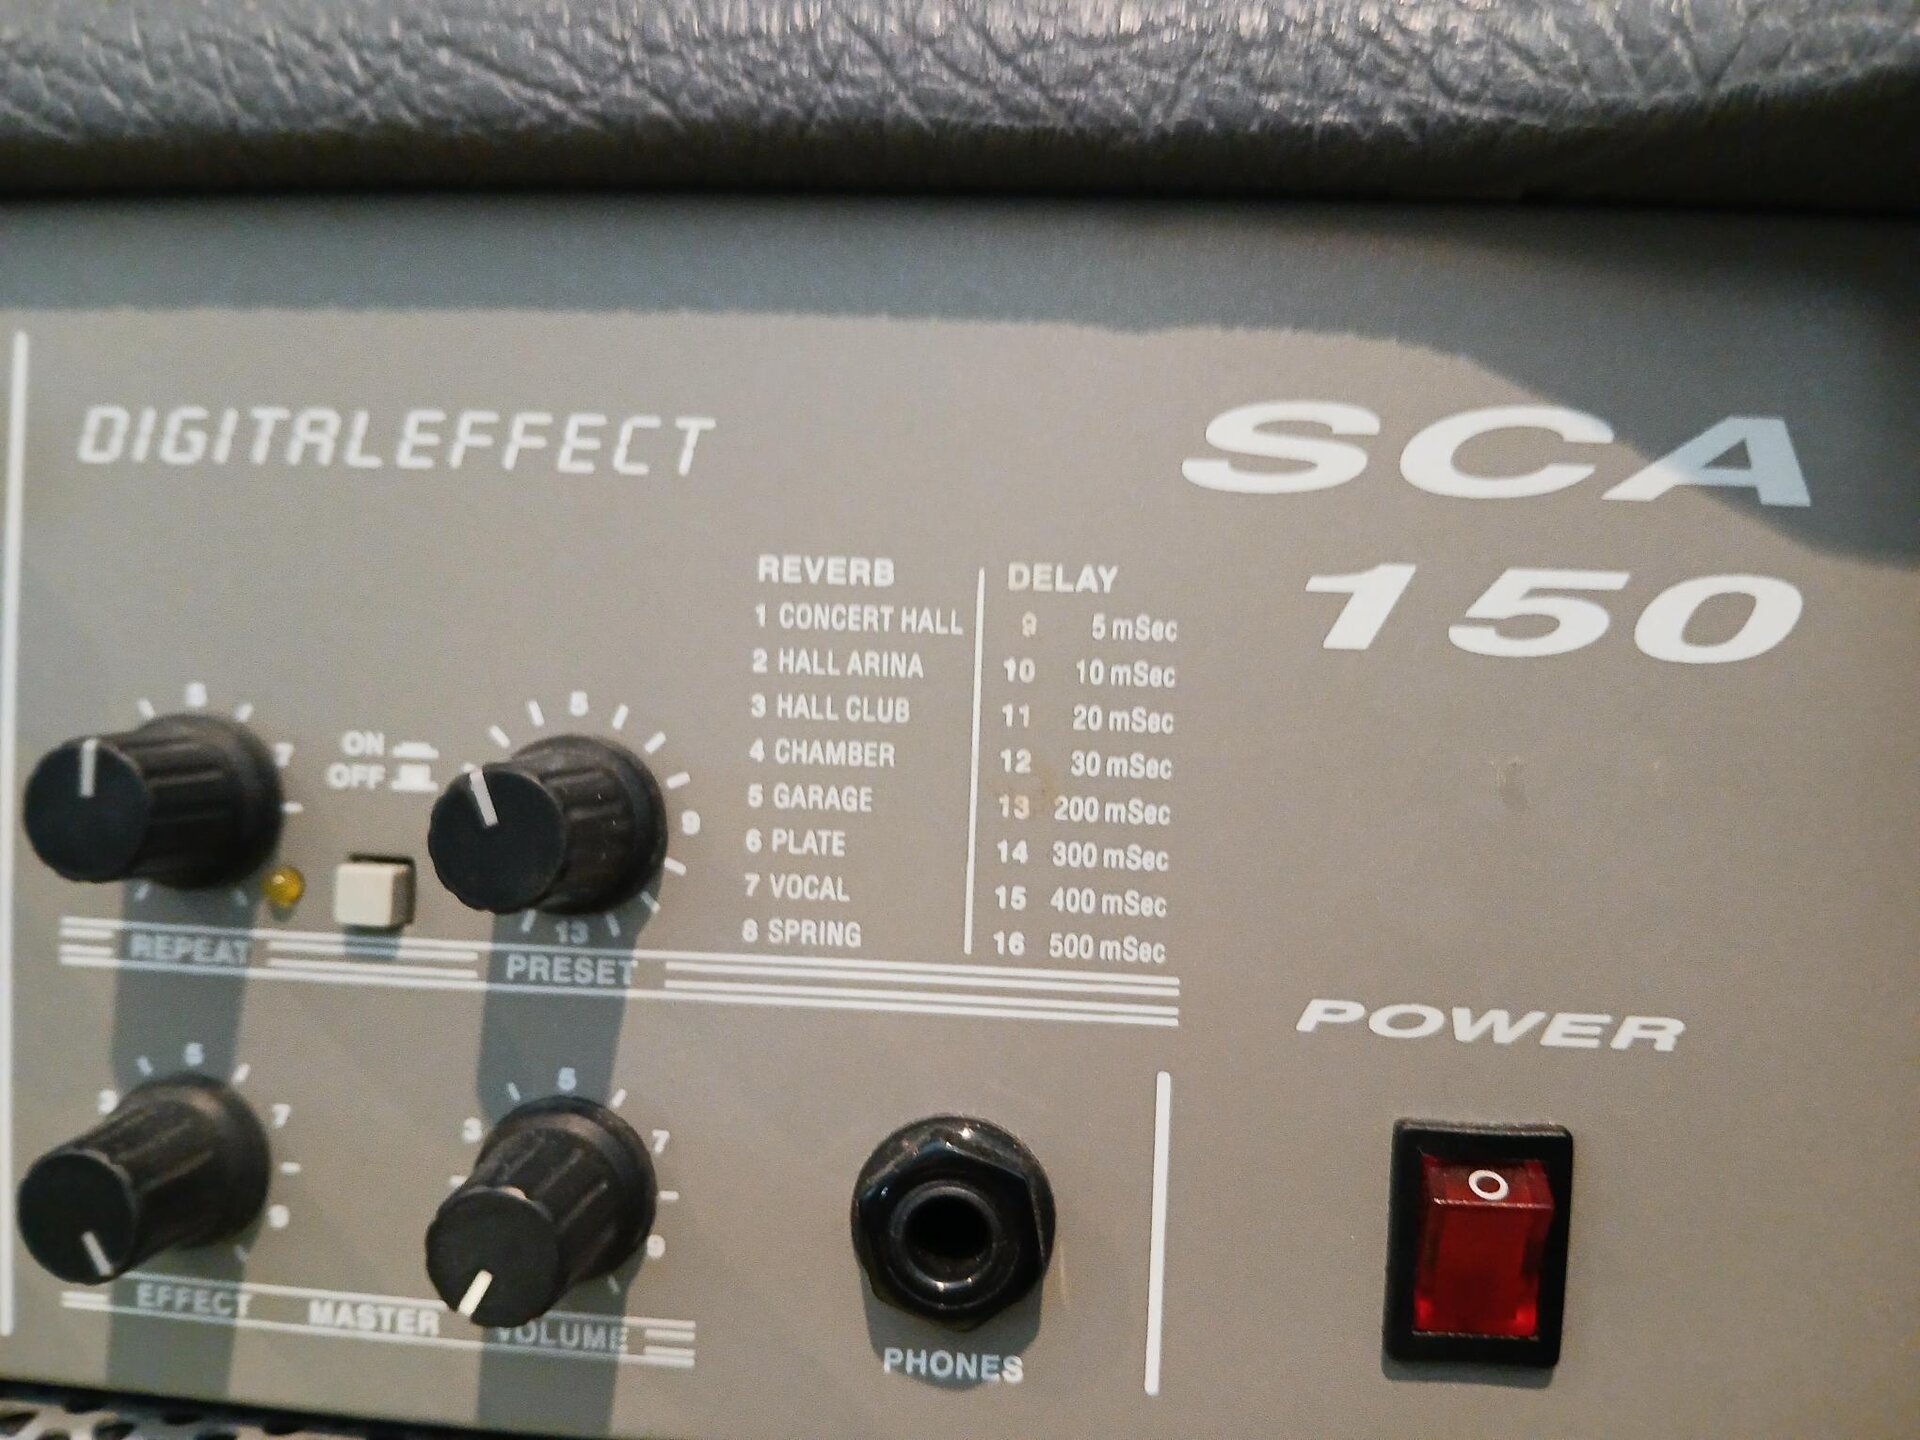 DIGITALEFFECT
SCA
150
REVERB
1 CONCERT HALL
2 HALL ARINA
3 HALL CLUB
4 CHAMBER
5 GARAGE
6 PLATE
7 VOCAL
8 SPRING
DELAY
9 5 mSec
10 10 mSec
11 20 mSec
12 30 mSec
13 200 mSec
14 300 mSec
15 400 mSec
16 500 mSec
5
7
ON
OFF
5
9
13
REPEAT
PRESET
POWER
3
5
7
9
3
5
7
9
EFFECT
MASTER
VOLUME
PHONES
O